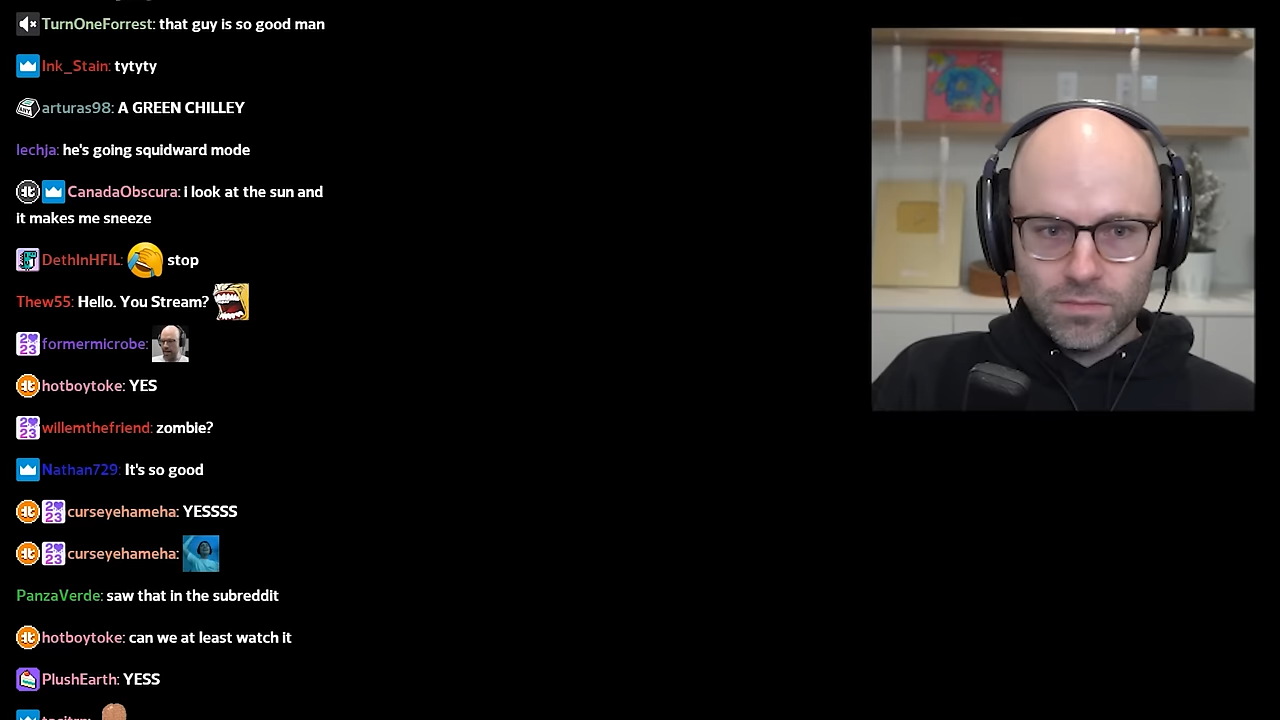 TurnOneForrest: that guy is so good man
Ink_Stain: tytyty
arturas98: A GREEN CHILLEY
lechja: he's going squidward mode
CanadaObscura: I look at the sun and
it makes me sneeze
DethInHFIL: stop
Thew55: Hello. You Stream?
formermicrobe:
hotboytoke: YES
willemthefriend: zombie?
Nathan729: It's so good
curseyehameha: YESSSS
curseyehameha:
PanzaVerde: saw that in the subreddit
hotboytoke: can we at least watch it
PlushEarth: YESS